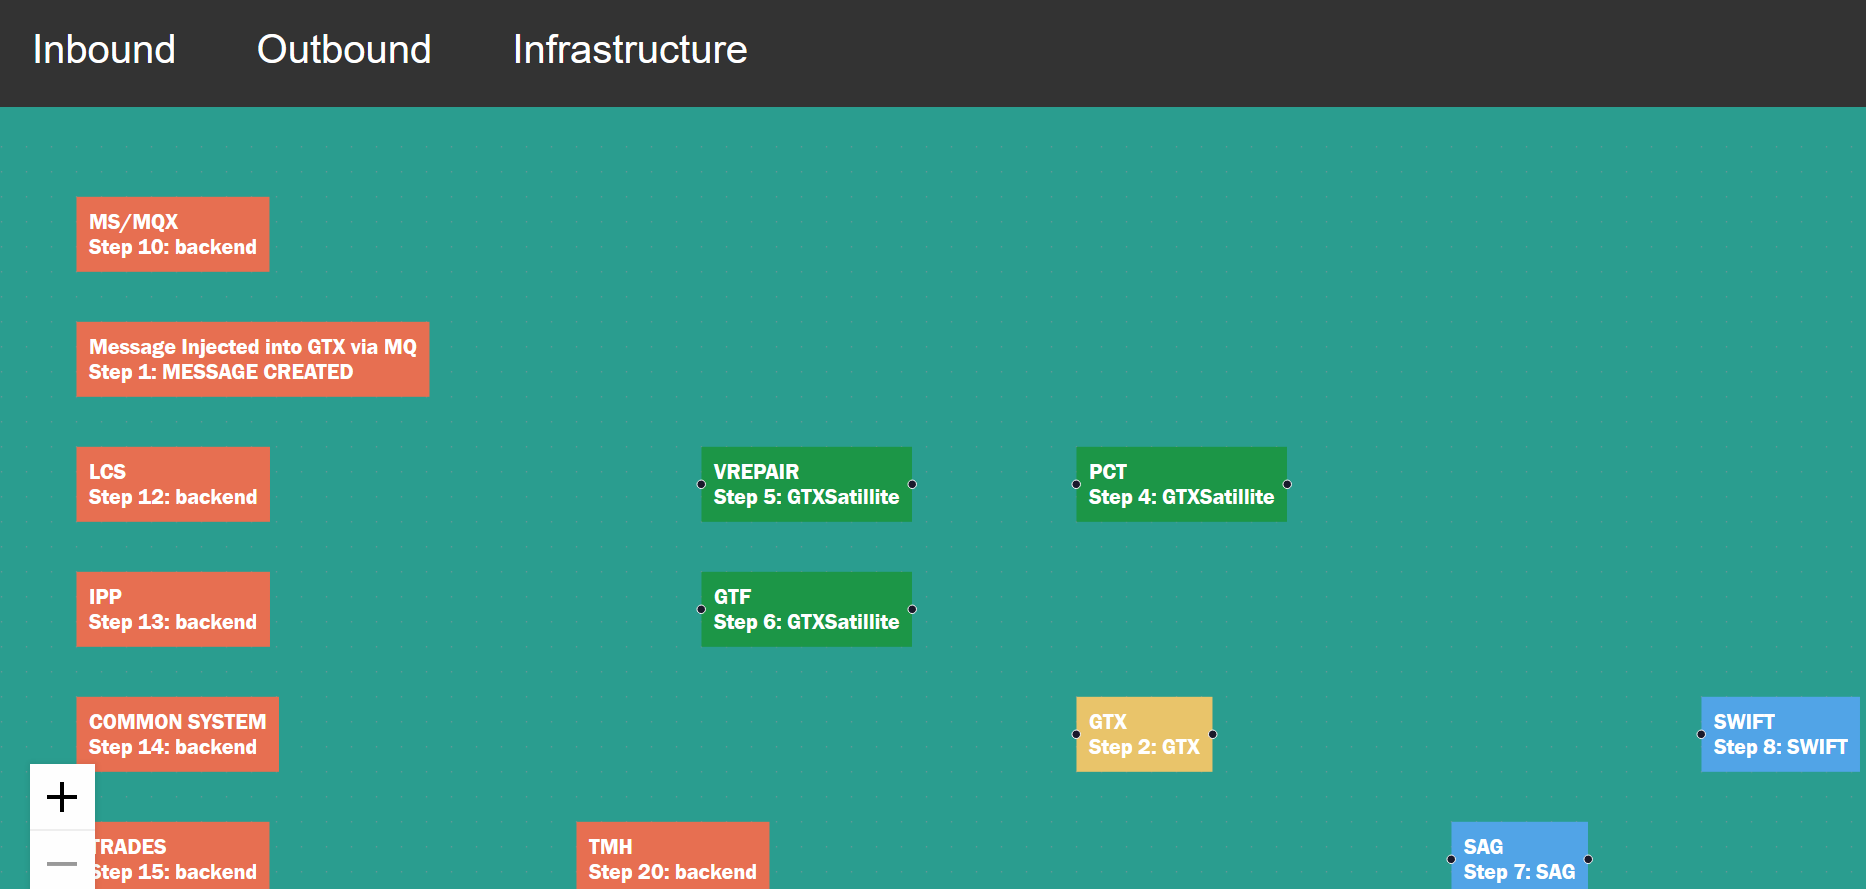 Inbound
Outbound
Infrastructure
MS/MQX
Step 10: backend
Message Injected into GTX via MQ
Step 1: MESSAGE CREATED
LCS
Step 12: backend
VREPAIR
Step 5: GTXSatillite
PCT
Step 4: GTXSatillite
IPP
Step 13: backend
GTF
Step 6: GTXSatillite
COMMON SYSTEM
Step 14: backend
GTX
Step 2: GTX
SWIFT
Step 8: SWIFT
TRADES
Step 15: backend
TMH
Step 20: backend
SAG
Step 7: SAG